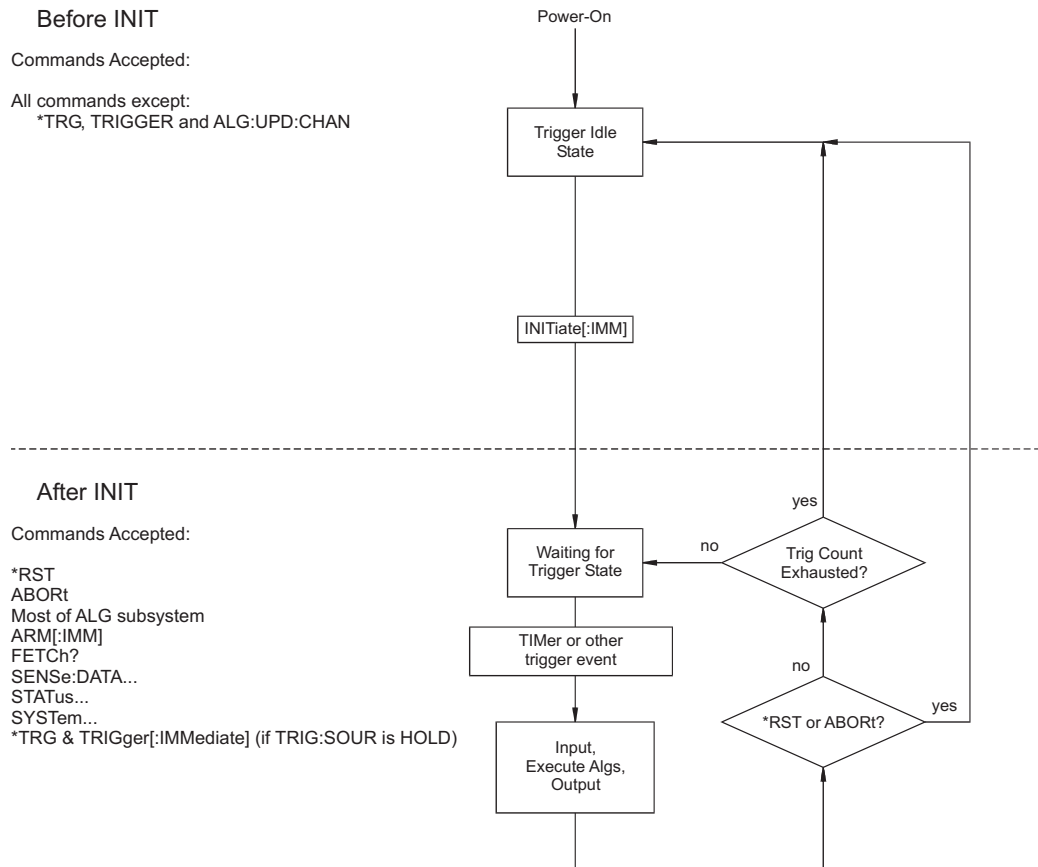 Before INIT
Commands Accepted:
All commands except:
*TRG, TRIGGER and ALG:UPD:CHAN
Power-On
Trigger Idle
State
INITiate[:IMM]
After INIT
Commands Accepted:
*RST
ABORt
Most of ALG subsystem
ARM[:IMM]
FETCh?
SENSe:DATA...
STATus...
SYSTem...
*TRG & TRIGger[:IMMediate] (if TRIG:SOUR is HOLD)
Waiting for
Trigger State
no
yes
Trig Count
Exhausted?
TIMer or other
trigger event
no
*RST or ABORt?
yes
Input,
Execute Algs,
Output